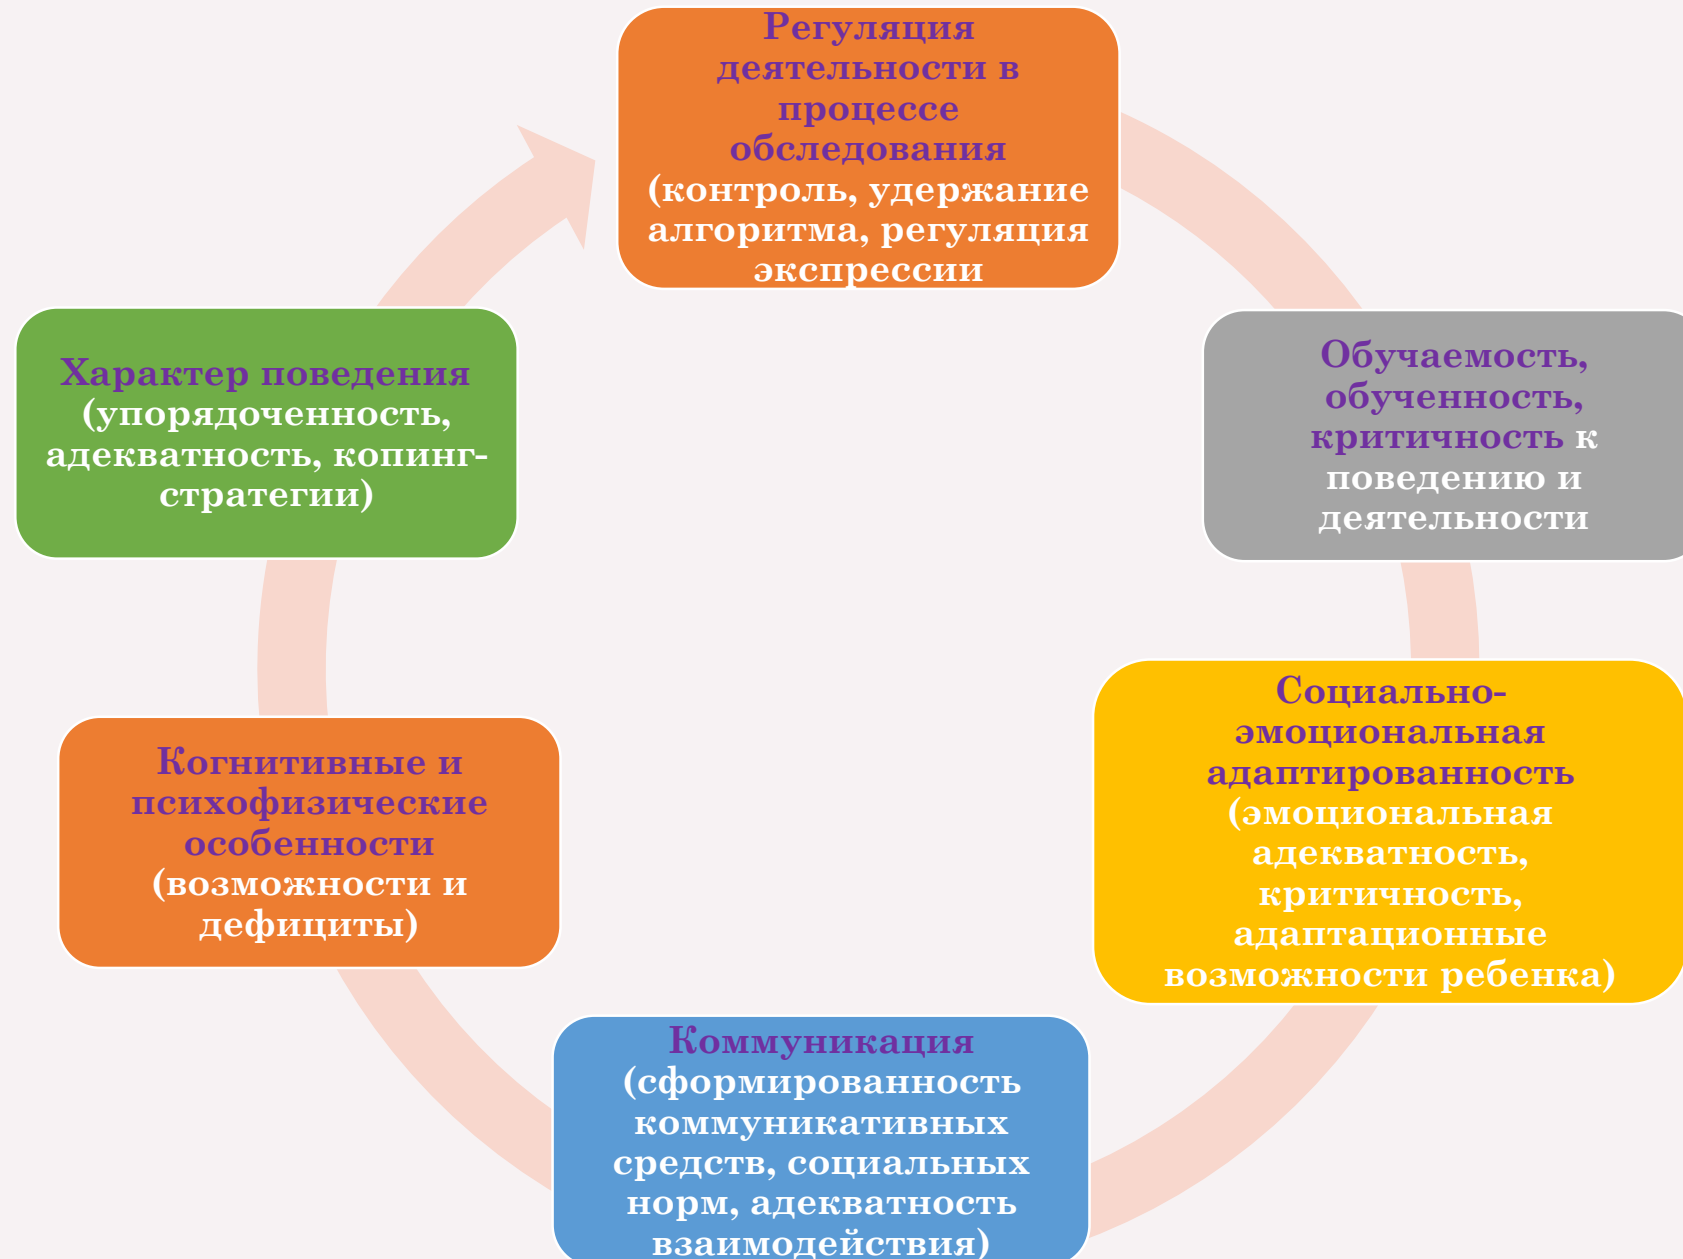 Регуляция
деятельности в
процессе
обследования
(контроль, удержание
алгоритма, регуляция
экспрессии
Обучаемость,
обученность,
критичность к
поведению и
деятельности
Социально-
эмоциональная
адаптированность
(эмоциональная
адекватность,
критичность,
адаптационные
возможности ребенка)
Коммуникация
(сформированность
коммуникативных
средств, социальных
норм, адекватность
взаимодействия)
Когнитивные и
психофизические
особенности
(возможности и
дефициты)
Характер поведения
(упорядоченность,
адекватность, копинг-
стратегии)